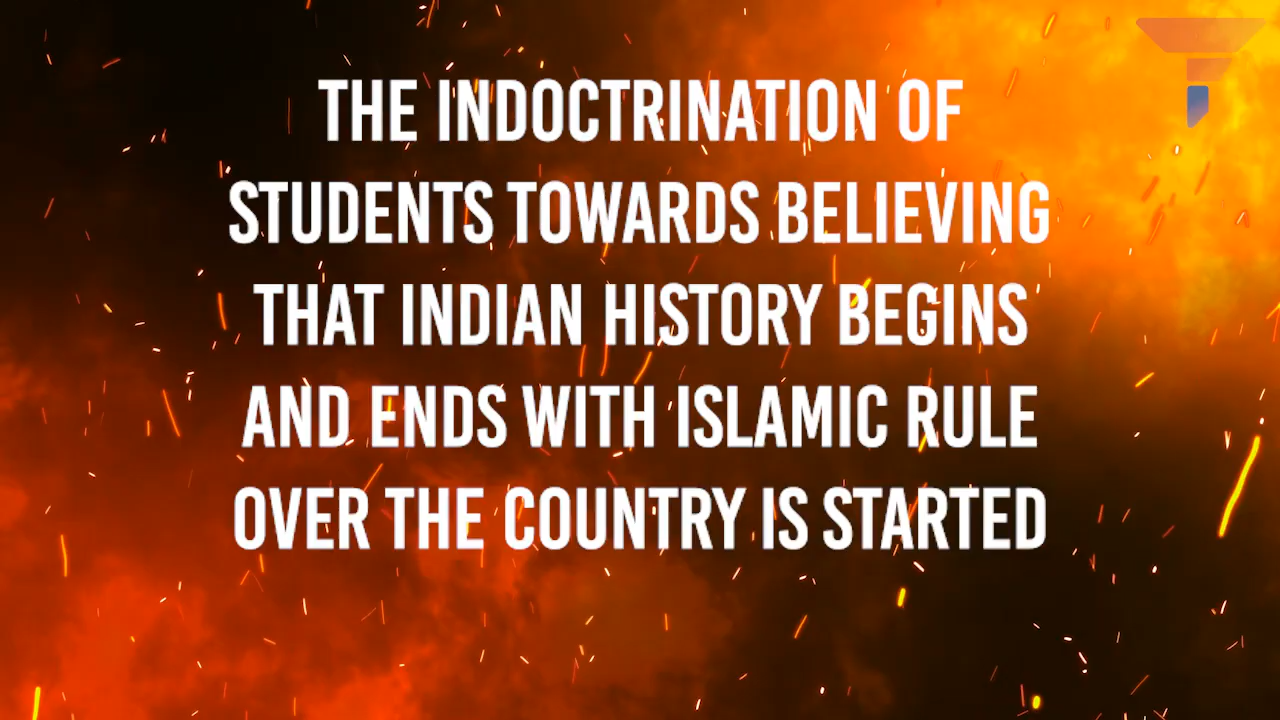 THE INDOCTRINATION OF
STUDENTS TOWARDS BELIEVING
THAT INDIAN HISTORY BEGINS
AND ENDS WITH ISLAMIC RULE
OVER THE COUNTRY IS STARTED